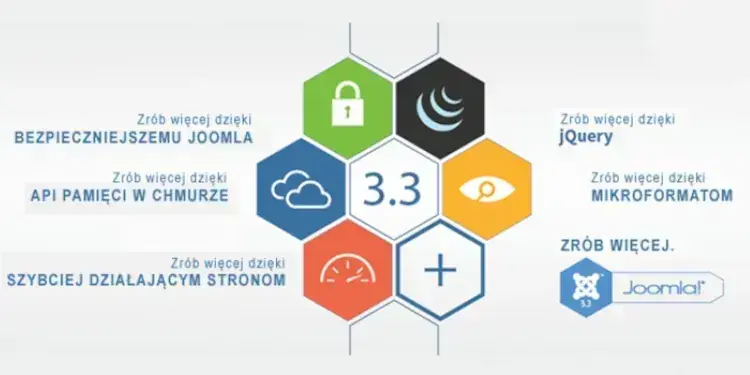 Zrób więcej dzięki
BEZPIECZNIEJSZEMU JOOMLA
Zrób więcej dzięki
API PAMIĘCI W CHMURZE
Zrób więcej dzięki
SZYBCIEJ DZIAŁAJĄCYM STRONOM
3.3
Zrób więcej dzięki
jQuery
Zrób więcej dzięki
MIKROFORMATOM
ZRÓB WIĘCEJ.
3.3
Joomla!™